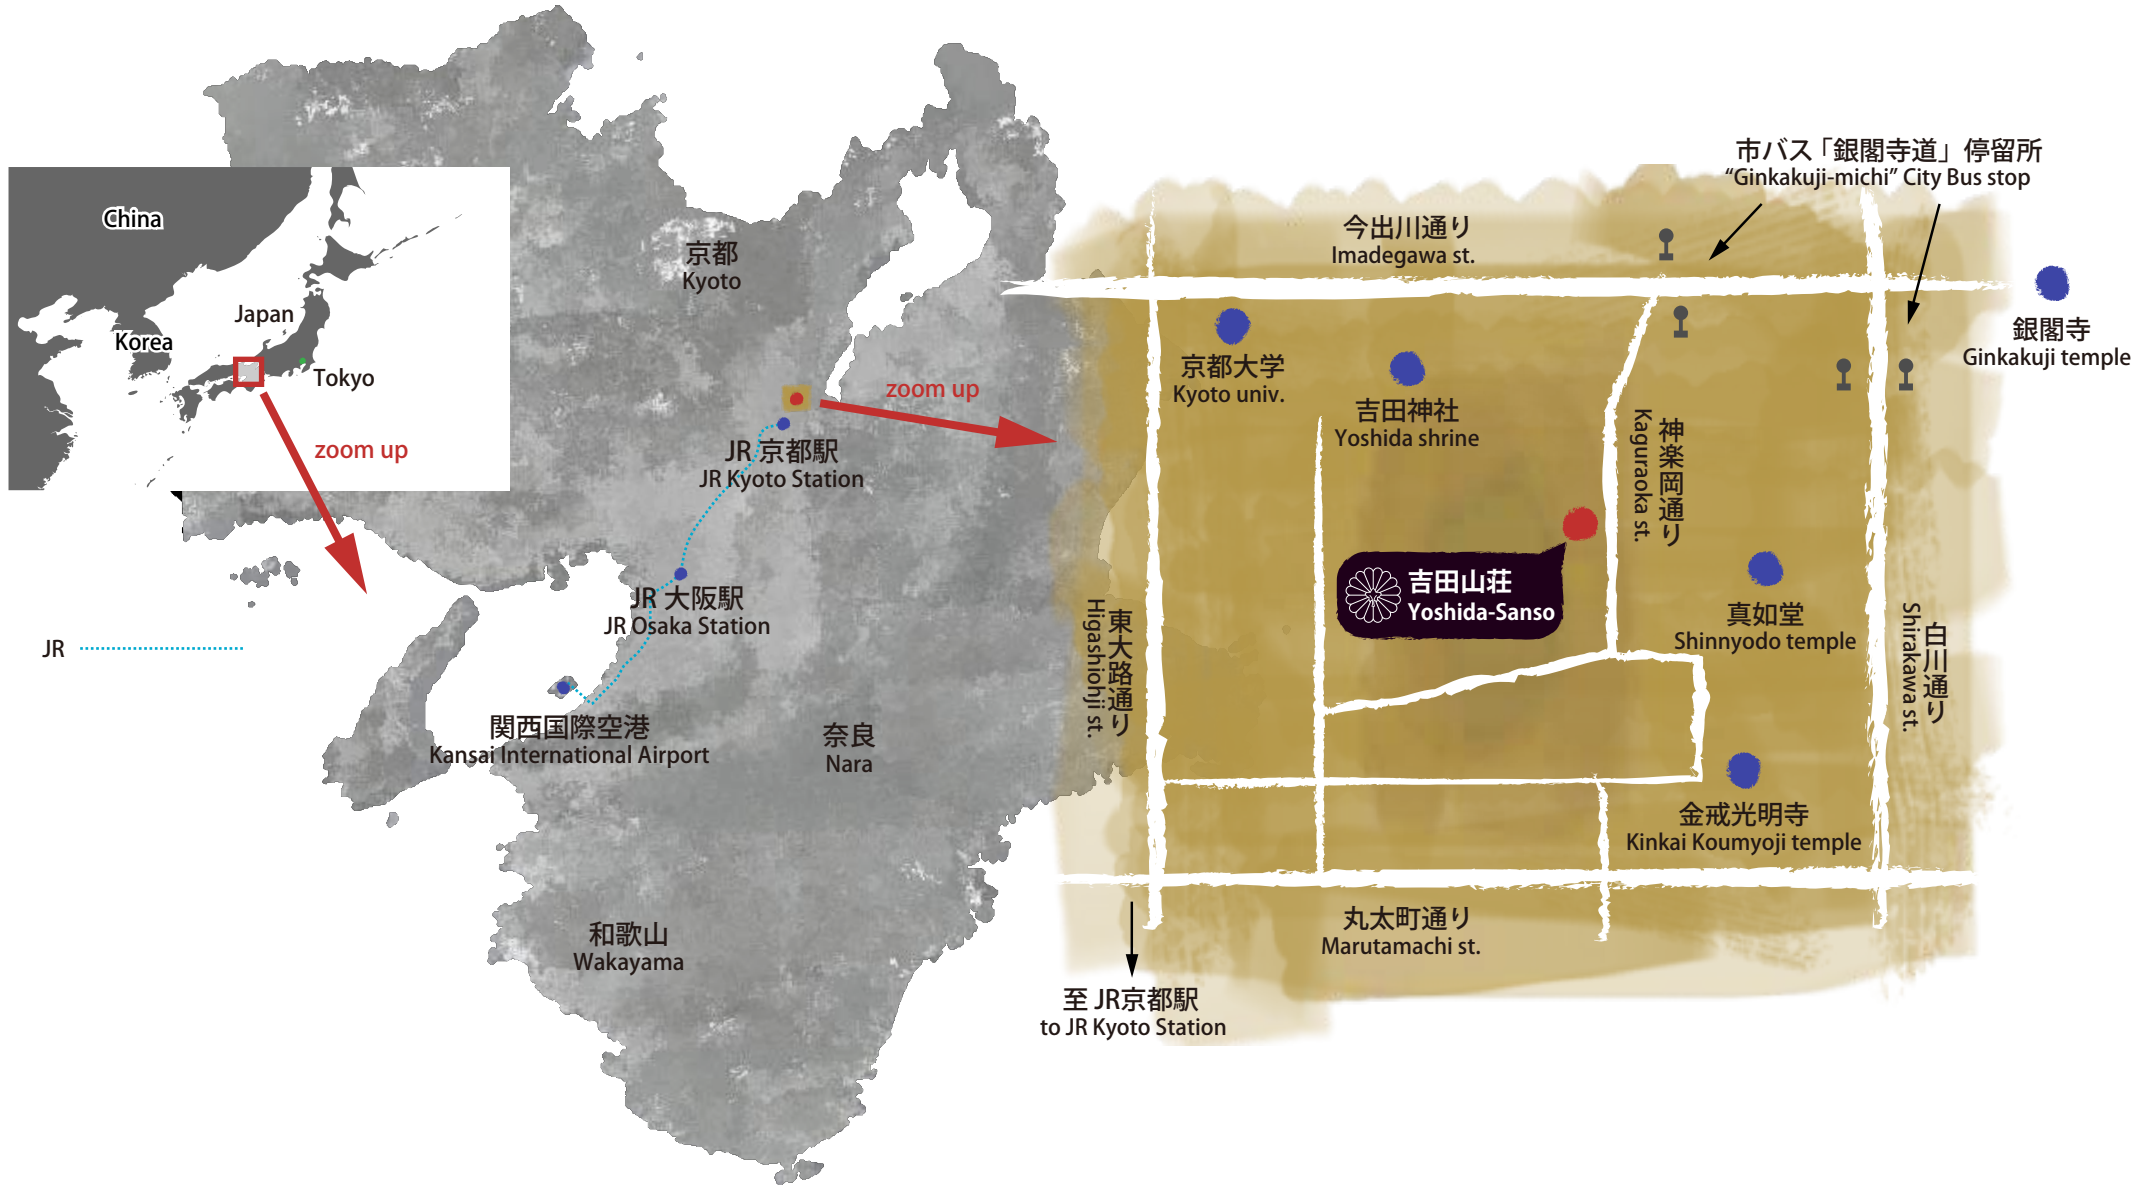 China
Korea
Japan
Tokyo
zoom up
JR
京都
Kyoto
zoom up
JR 京都駅
JR Kyoto Station
JR 大阪駅
JR Osaka Station
関西国際空港
Kansai International Airport
奈良
Nara
和歌山
Wakayama
市バス「銀閣寺道」停留所
“Ginkakuji-michi” City Bus stop
今出川通り
Imadegawa st.
銀閣寺
Ginkakuji temple
京都大学
Kyoto univ.
吉田神社
Yoshida shrine
神楽岡通り
Kaguraoka st.
吉田山荘
Yoshida-Sanso
真如堂
Shinnyodo temple
東大路通り
Higashiohji st.
白川通り
Shirakawa st.
金戒光明寺
Kinkai Koumyoji temple
丸太町通り
Marutamachi st.
至 JR京都駅
to JR Kyoto Station